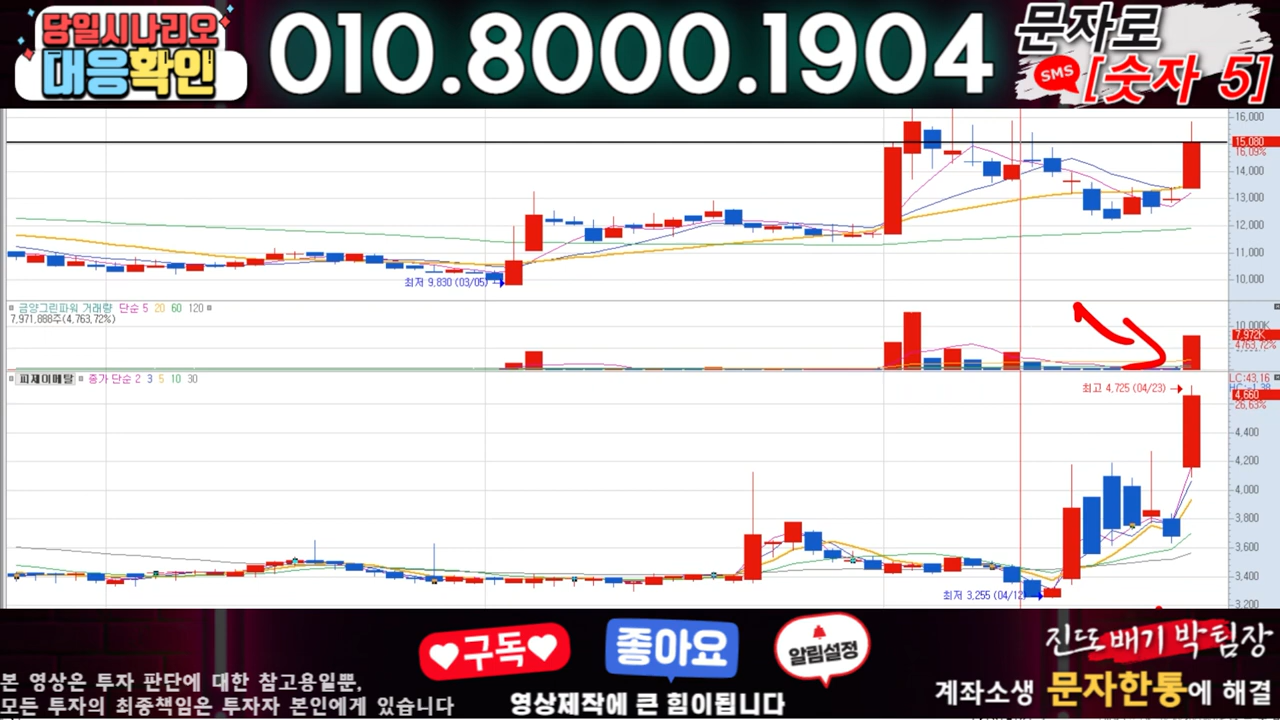 당일시나리오
대응확인
010.8000.1904
문자로
SMS
[숫자 5]
16,000
15,080
16,09%
14,000
13,000
12,000
11,000
10,000
최저 9,830 (03/05)
금양그린파워 거래량 단순 5 20 60 120
7,971,888주(4,763,72%)
10,000K
7,972K
4763,72%
피제이메탈 종가 단순 2 3 5 10 30
LC:43,16
HC:-1,38
최고 4,725 (04/23)
4,660
26,63%
4,400
4,200
4,000
3,800
3,600
3,400
최저 3,255 (04/12)
3,200
구독
좋아요
알림설정
진또배기 박팀장
본 영상은 투자 판단에 대한 참고용일뿐,
모든 투자의 최종책임은 투자자 본인에게 있습니다
영상제작에 큰 힘이됩니다
계좌소생 문자한통에 해결